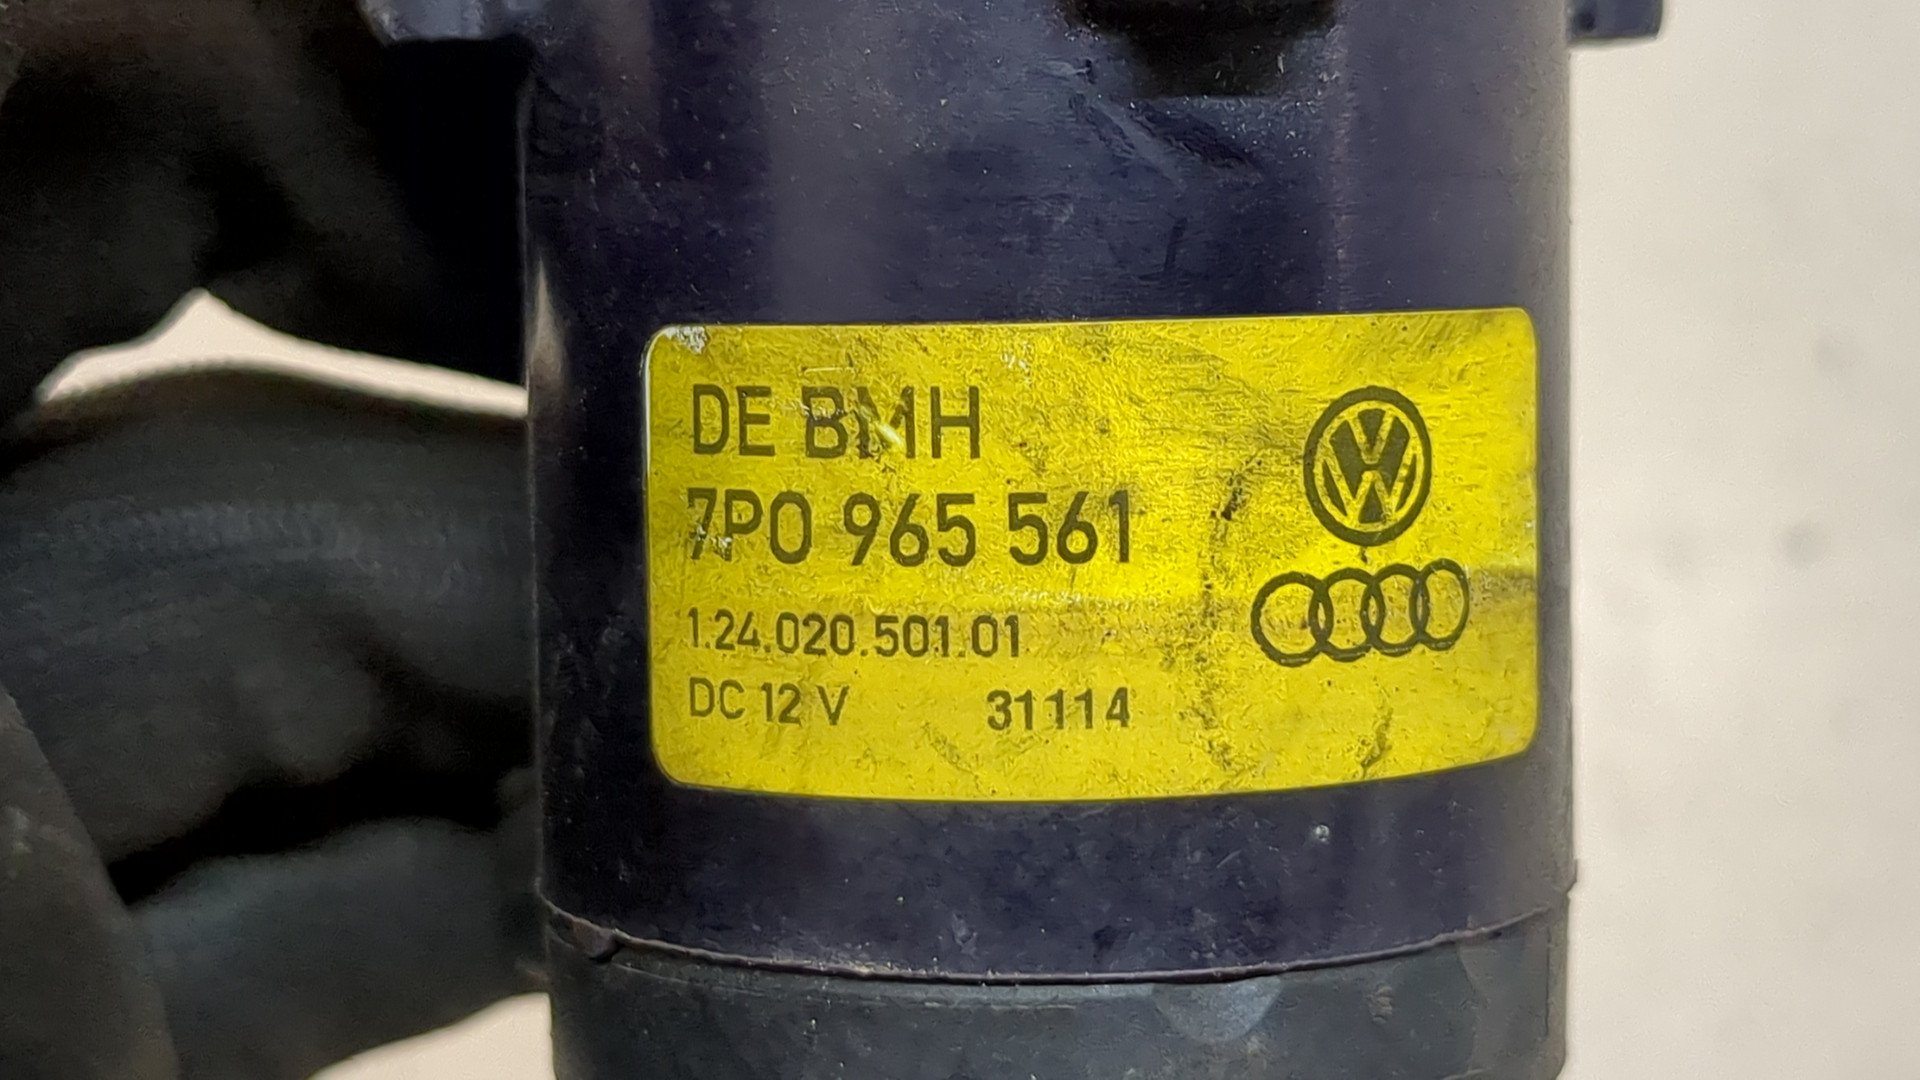 DE BMH
7P0 965 561
1.24.020.501.01
DC 12 V 31114